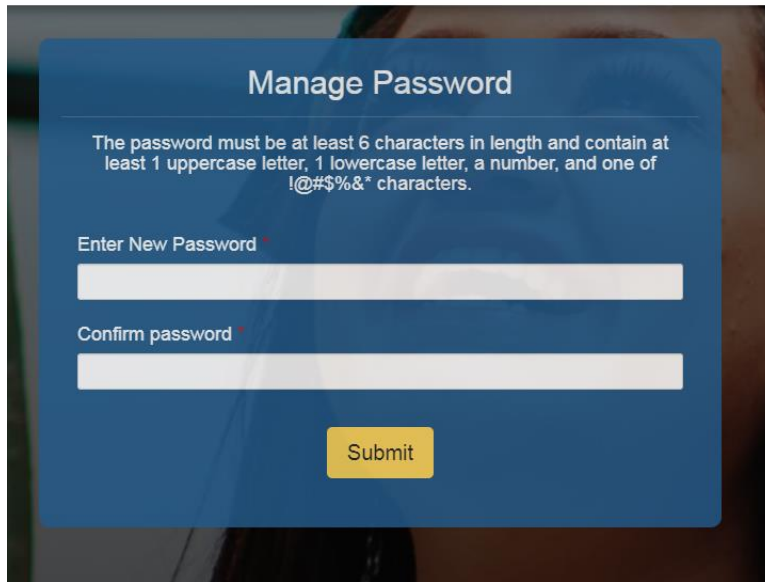 Manage Password
The password must be at least 6 characters in length and contain at
least 1 uppercase letter, 1 lowercase letter, a number, and one of
!@#$%&* characters.
Enter New Password *
Confirm password *
Submit